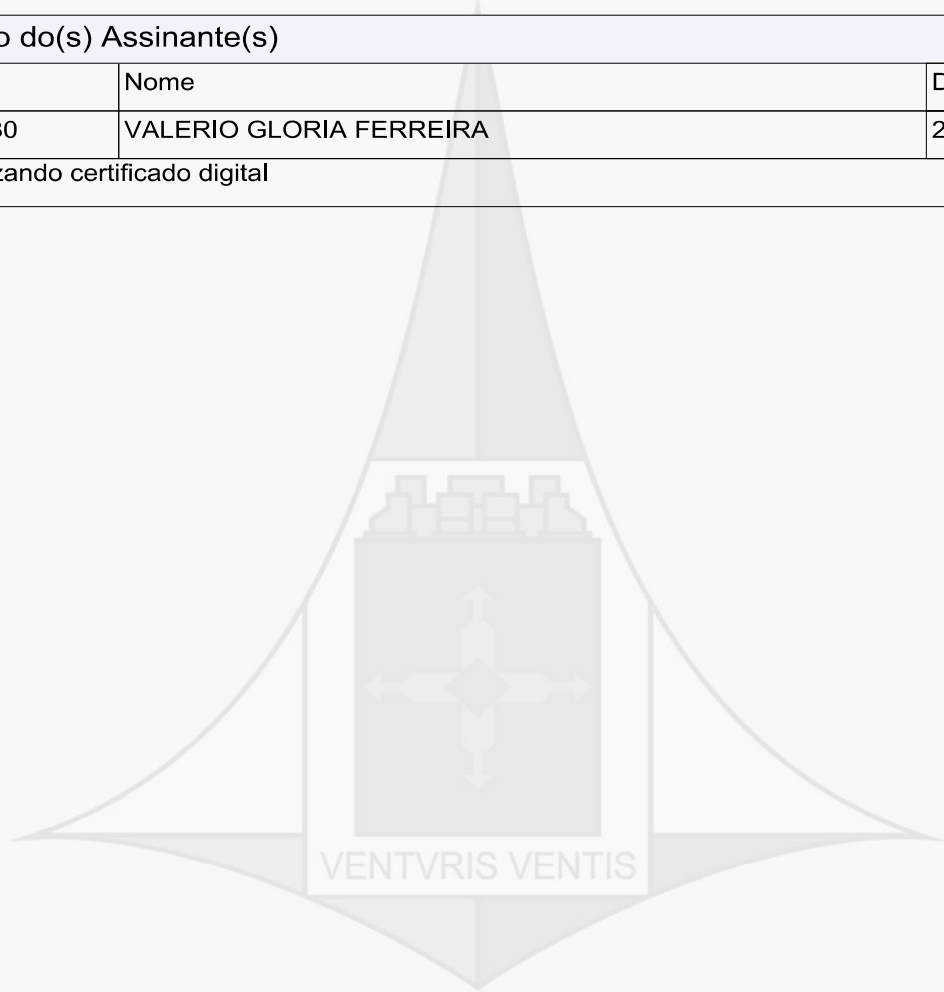 o do(s) Assinante(s)
Nome
30 VALERIO GLORIA FERREIRA 2
zando certificado digital
VENTVRIS VENTIS